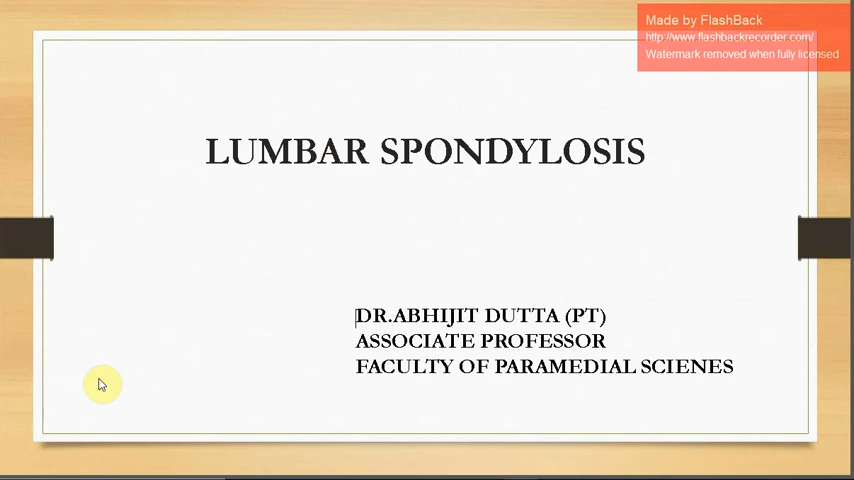 Made by FlashBack
http://www.flashbackrecorder.com/
Watermark removed when fully licensed
LUMBAR SPONDYLOSIS
DR.ABHIJIT DUTTA (PT)
ASSOCIATE PROFESSOR
FACULTY OF PARAMEDIAL SCIENES